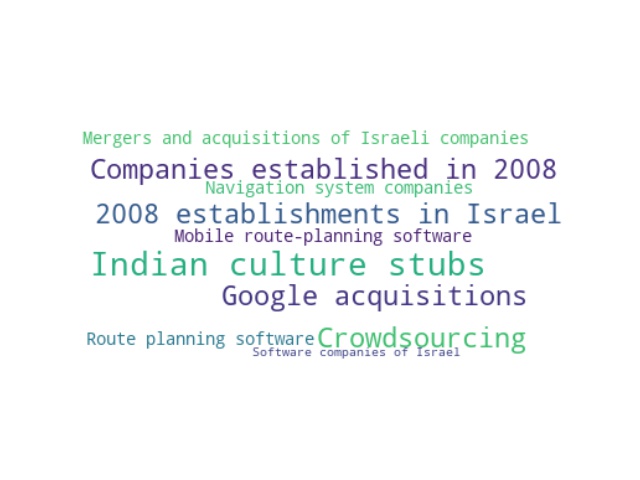 Mergers and acquisitions of Israeli companies
Companies established in 2008
Navigation system companies
2008 establishments in Israel
Mobile route-planning software
Indian culture stubs
Google acquisitions
Route planning software
Crowdsourcing
Software companies of Israel